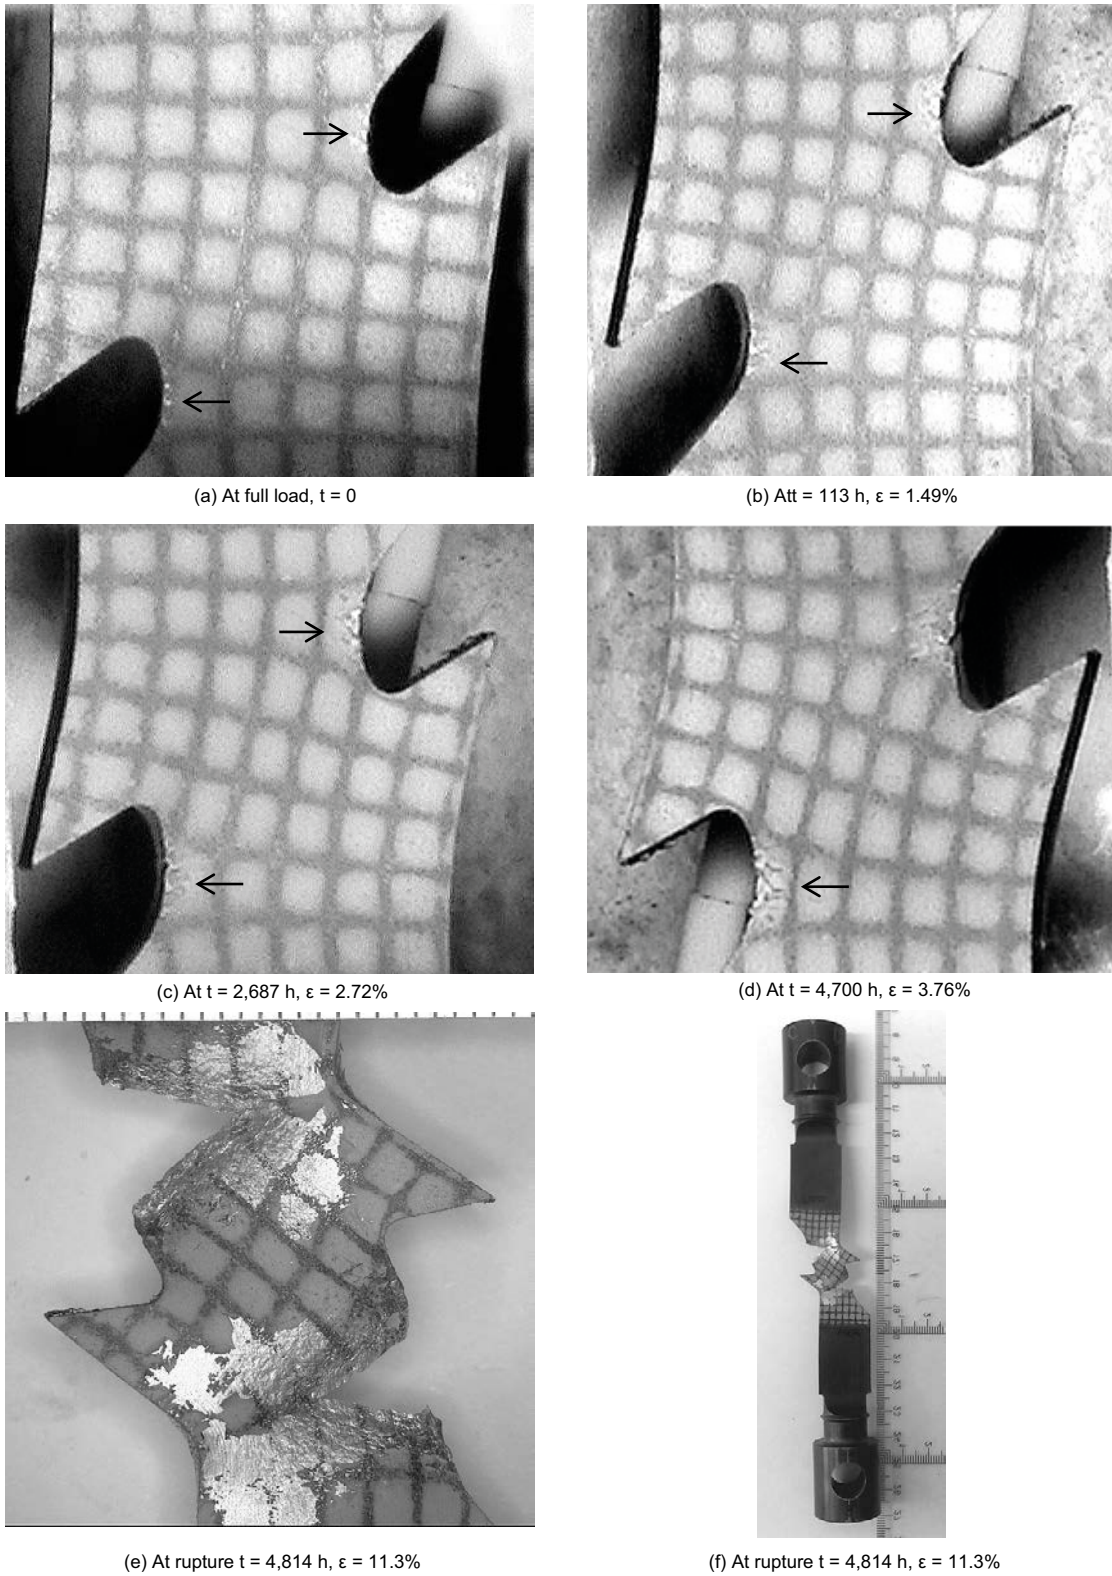 (a) At full load, t = 0
(b) Att = 113 h, ε = 1.49%
(c) At t = 2,687 h, ε = 2.72%
(d) At t = 4,700 h, ε = 3.76%
(e) At rupture t = 4,814 h, ε = 11.3%
(f) At rupture t = 4,814 h, ε = 11.3%